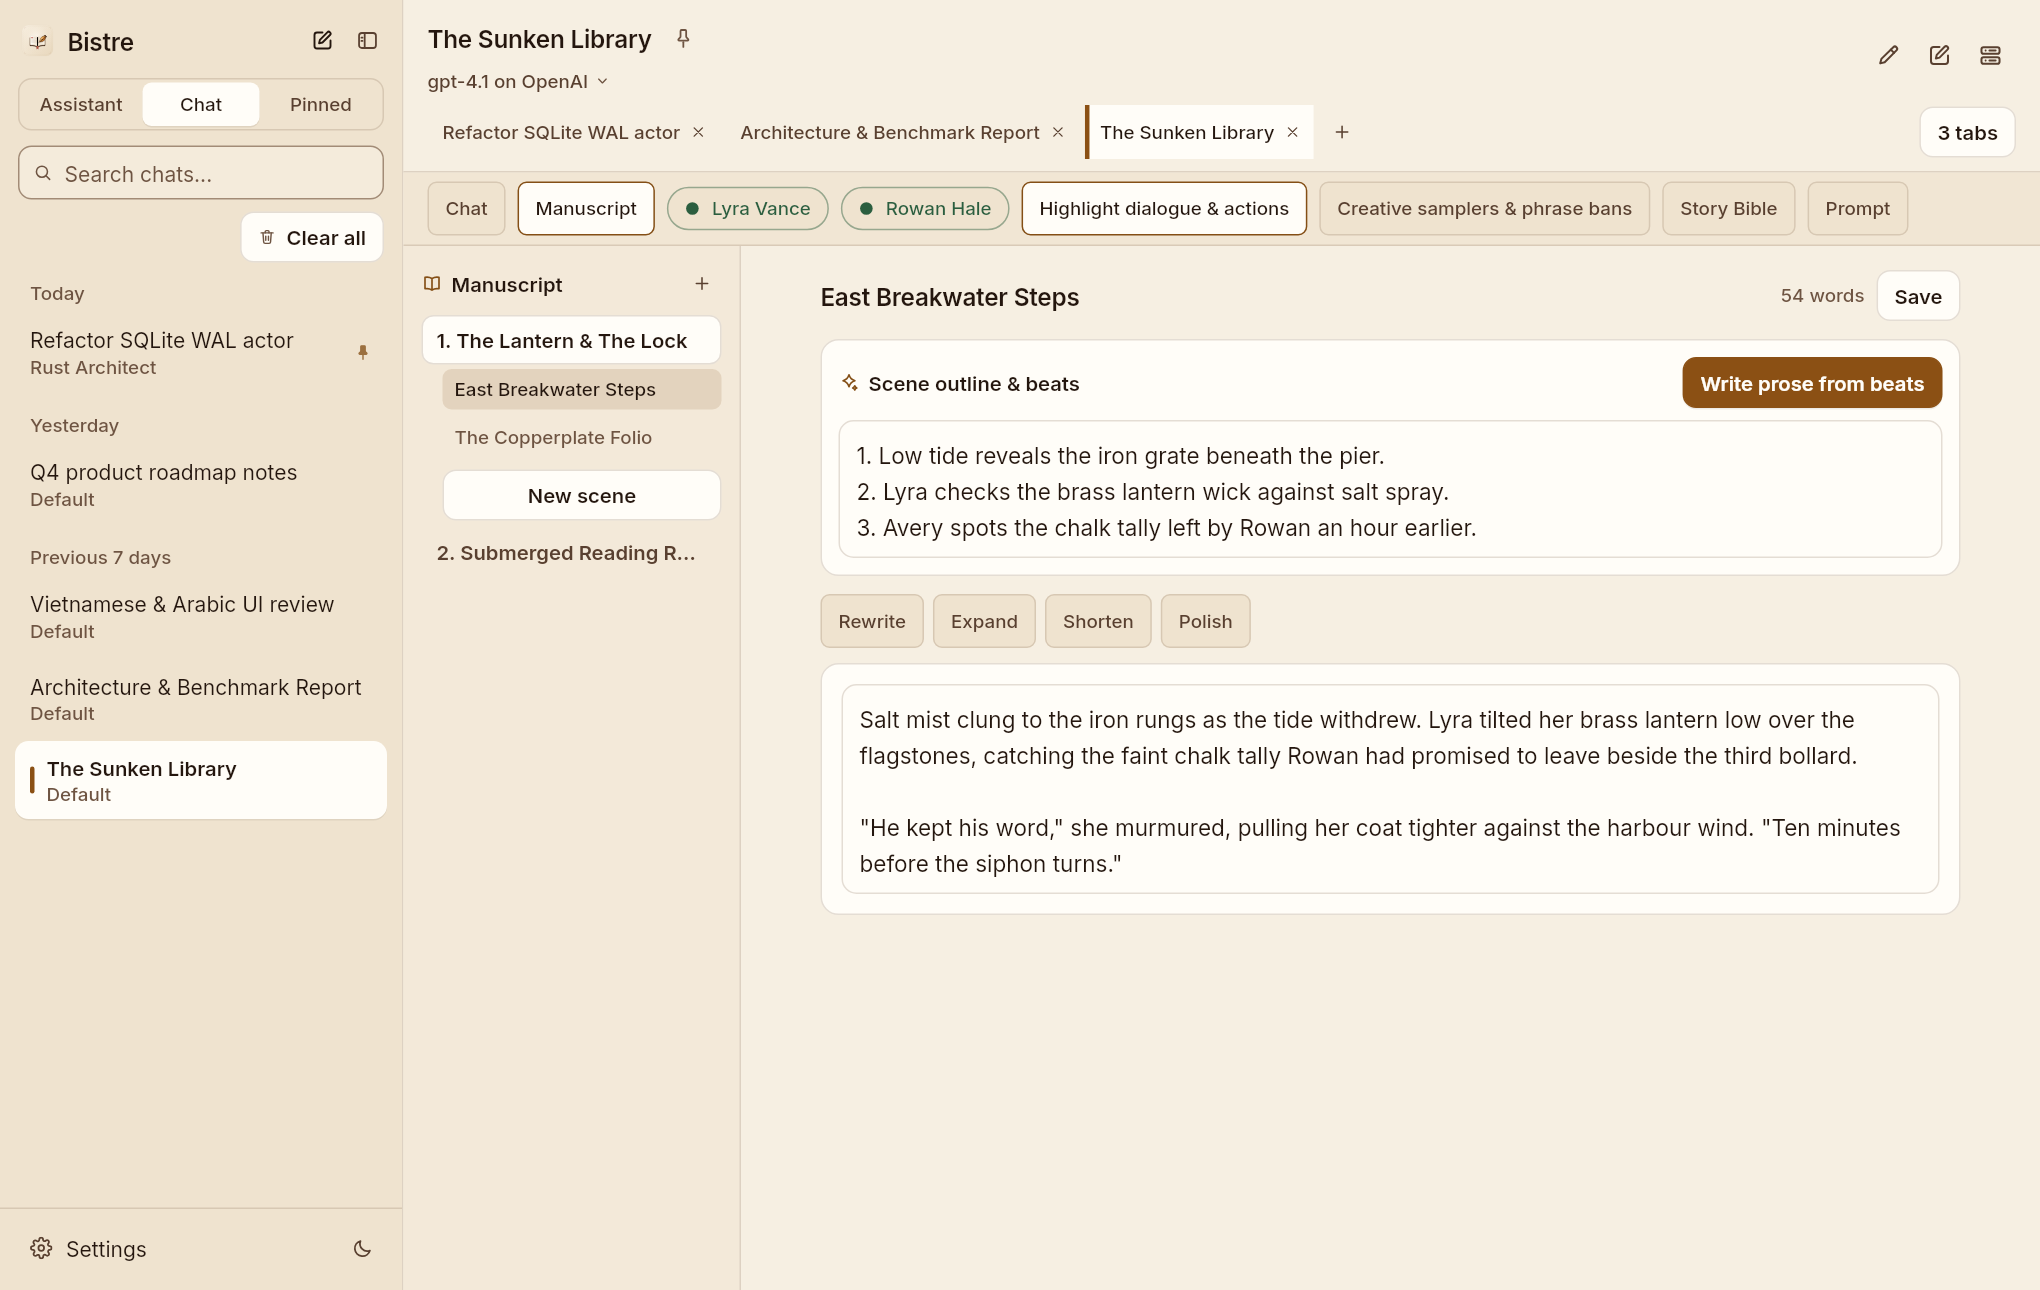 Bistre
Assistant
Chat
Pinned
Search chats...
Clear all
Today
Refactor SQLite WAL actor
Rust Architect
Yesterday
Q4 product roadmap notes
Default
Previous 7 days
Vietnamese & Arabic UI review
Default
Architecture & Benchmark Report
Default
The Sunken Library
Default
Settings
The Sunken Library
gpt-4.1 on OpenAI
Refactor SQLite WAL actor
Architecture & Benchmark Report
The Sunken Library
3 tabs
Chat
Manuscript
Lyra Vance
Rowan Hale
Highlight dialogue & actions
Creative samplers & phrase bans
Story Bible
Prompt
Manuscript
1. The Lantern & The Lock
East Breakwater Steps
The Copperplate Folio
New scene
2. Submerged Reading R...
East Breakwater Steps
54 words
Save
Scene outline & beats
Write prose from beats
1. Low tide reveals the iron grate beneath the pier.
2. Lyra checks the brass lantern wick against salt spray.
3. Avery spots the chalk tally left by Rowan an hour earlier.
Rewrite
Expand
Shorten
Polish
Salt mist clung to the iron rungs as the tide withdrew. Lyra tilted her brass lantern low over the
flagstones, catching the faint chalk tally Rowan had promised to leave beside the third bollard.
"He kept his word," she murmured, pulling her coat tighter against the harbour wind. "Ten minutes
before the siphon turns."